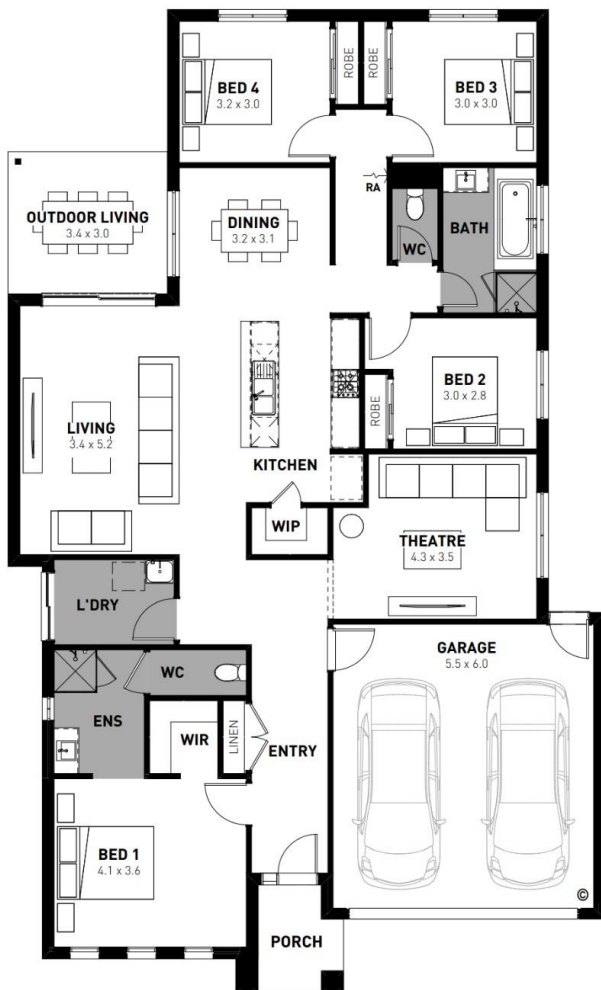 BED 4
3.2 x 3.0
ROBE
ROBE
BED 3
3.0 x 3.0
RA
OUTDOOR LIVING
3.4 x 3.0
DINING
3.2 x 3.1
WC
BATH
LIVING
3.4 x 5.2
BED 2
3.0 x 2.8
ROBE
KITCHEN
WIP
THEATRE
4.3 x 3.5
L'DRY
GARAGE
5.5 x 6.0
WC
ENS
WIR
LINEN
ENTRY
BED 1
4.1 x 3.6
©
PORCH